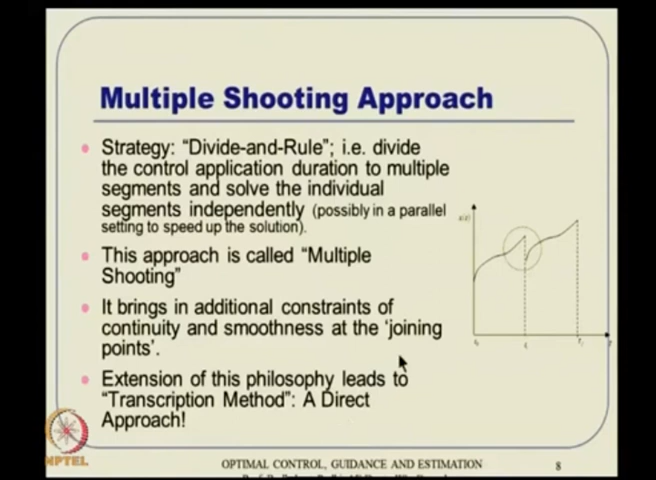 Multiple Shooting Approach
Strategy: “Divide-and-Rule”; i.e. divide
the control application duration to multiple
segments and solve the individual
segments independently (possibly in a parallel
setting to speed up the solution).
This approach is called “Multiple
Shooting”
It brings in additional constraints of
continuity and smoothness at the ‘joining
points’.
Extension of this philosophy leads to
“Transcription Method”: A Direct
Approach!
NPTEL
OPTIMAL CONTROL, GUIDANCE AND ESTIMATION
8